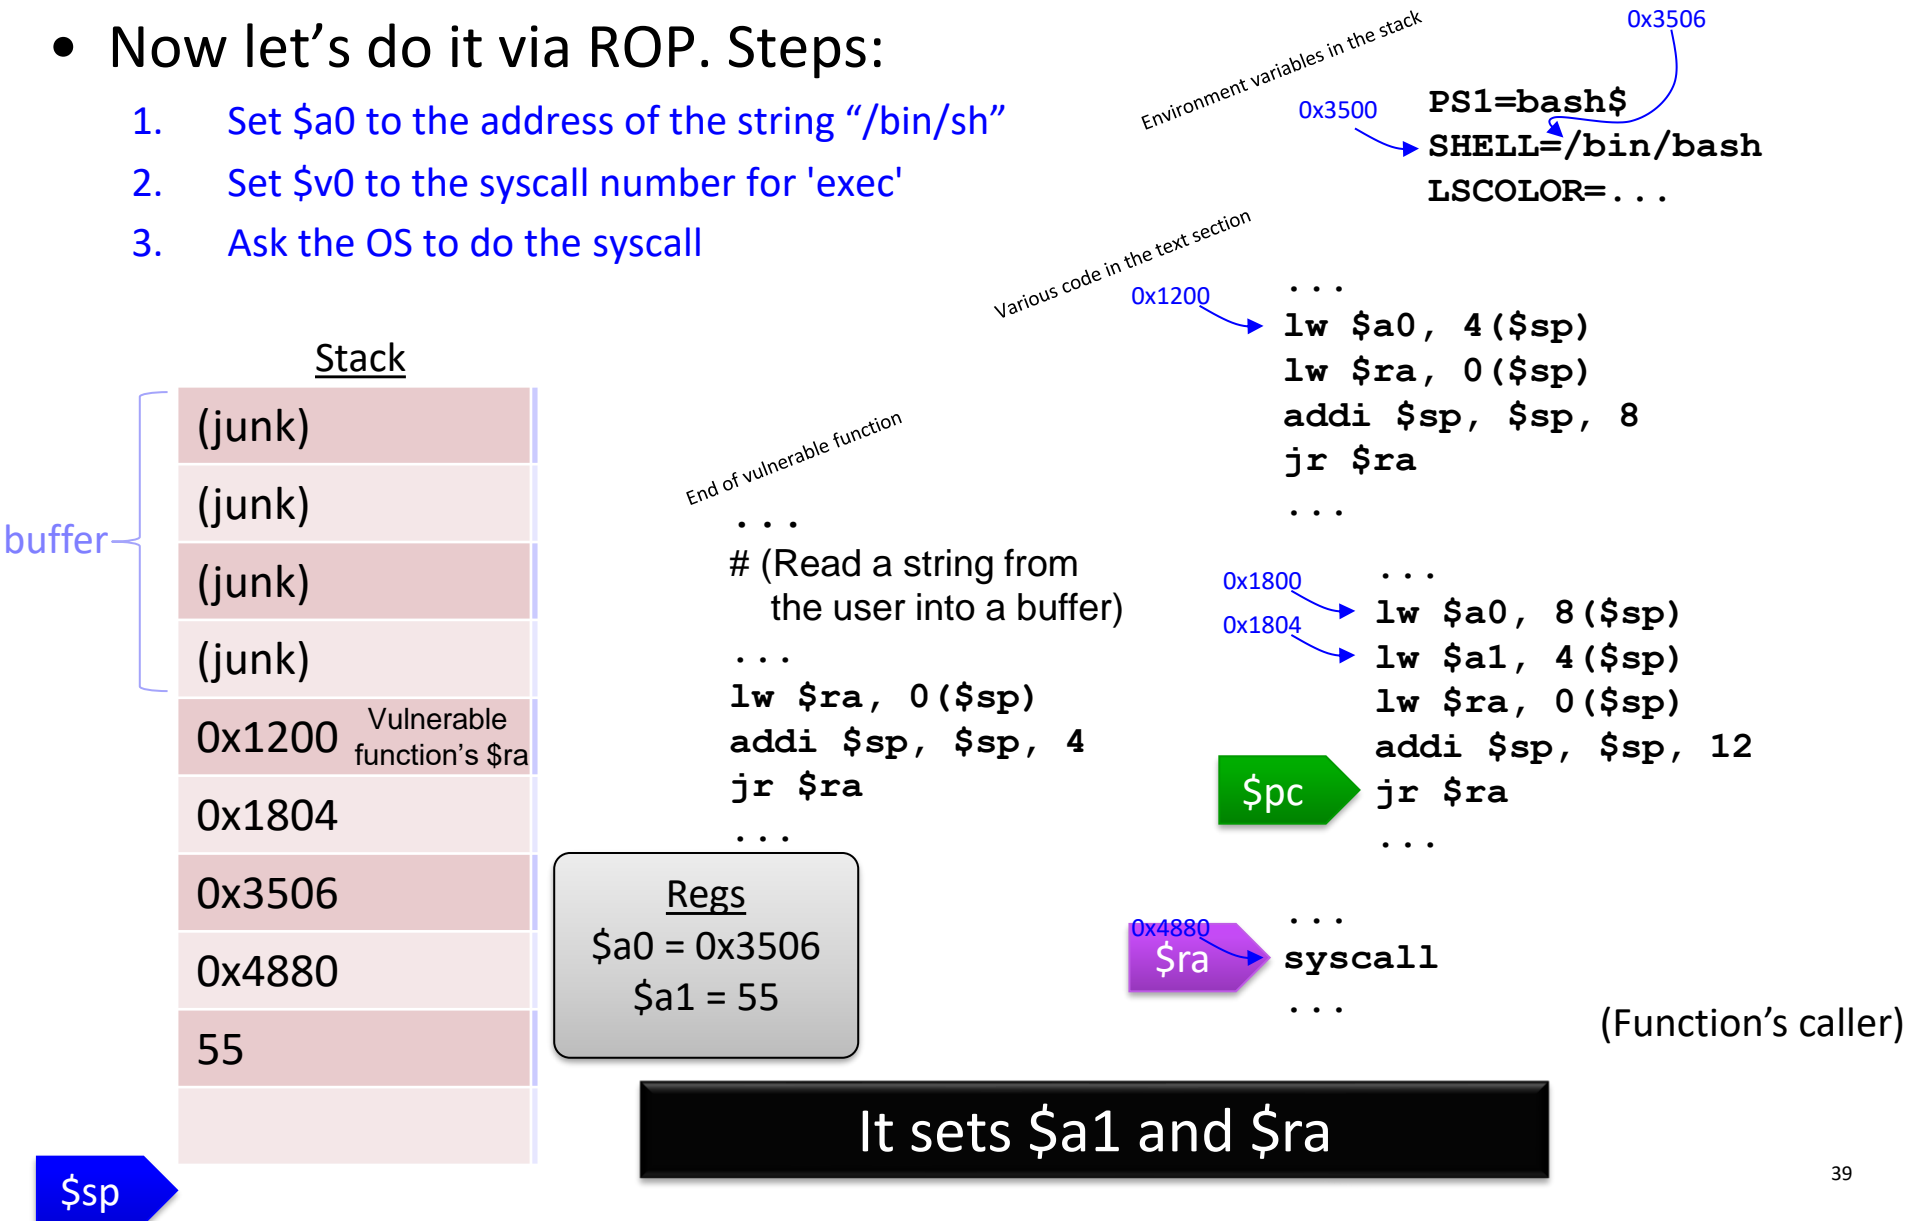 • Now let’s do it via ROP. Steps:
1. Set $a0 to the address of the string “/bin/sh”
2. Set $v0 to the syscall number for 'exec'
3. Ask the OS to do the syscall
Environment variables in the stack
0x3506
0x3500
PS1=bash$
SHELL=/bin/bash
LSCOLOR=...
Various code in the text section
0x1200
...
lw $a0, 4($sp)
lw $ra, 0($sp)
addi $sp, $sp, 8
jr $ra
...
Stack
buffer
(junk)
(junk)
(junk)
(junk)
0x1200 Vulnerable
function’s $ra
0x1804
0x3506
0x4880
55
$sp
End of vulnerable function
...
# (Read a string from
the user into a buffer)
...
lw $ra, 0($sp)
addi $sp, $sp, 4
jr $ra
...
Regs
$a0 = 0x3506
$a1 = 55
0x1800
0x1804
...
lw $a0, 8($sp)
lw $a1, 4($sp)
lw $ra, 0($sp)
addi $sp, $sp, 12
$pc
jr $ra
...
0x4880
$ra
...
syscall
...
(Function’s caller)
It sets $a1 and $ra
39